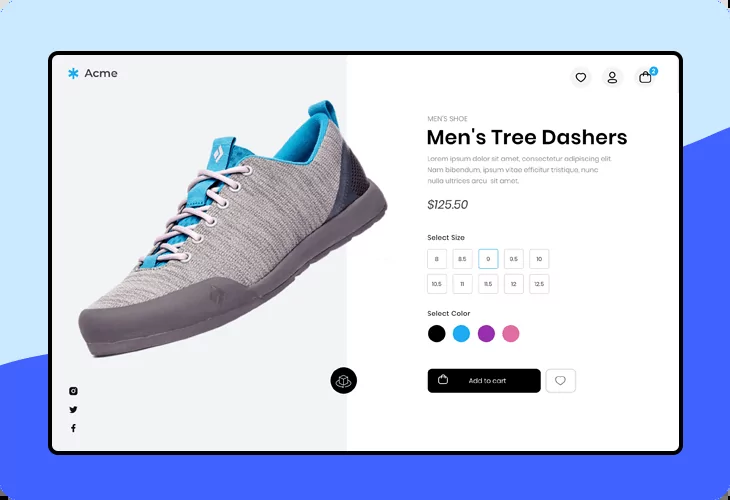 Acme
2
MEN'S SHOE
Men's Tree Dashers
Lorem ipsum dolor sit amet, consectetur adipiscing elit.
Nam bibendum, ipsum vitae efficitur tristique, nunc
nulla ultrices arcu sit amet.
$125.50
Select Size
8 8.5 0 0.5 10
10.5 11 11.5 12 12.5
Select Color
Add to cart